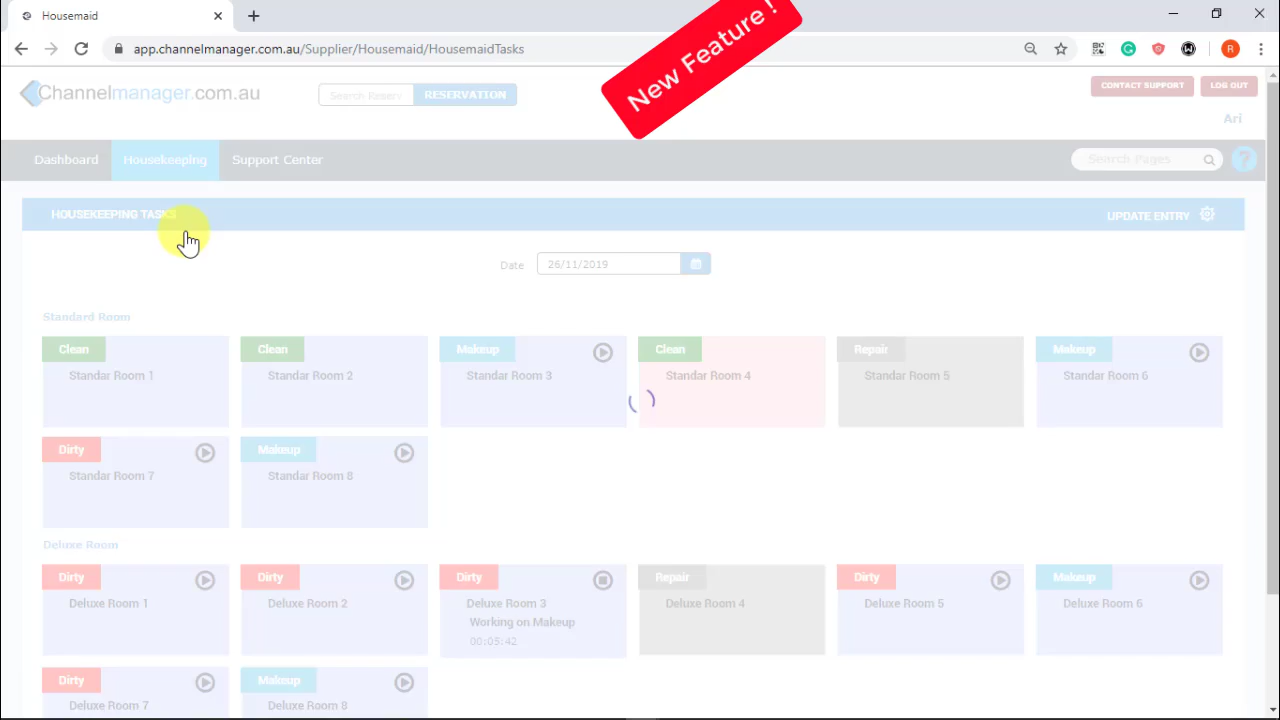 Housemaid
app.channelmanager.com.au/Supplier/Housemaid/HousemaidTasks
R
New Feature !
Channelmanager.com.au
Search Reserv
RESERVATION
CONTACT SUPPORT
LOG OUT
Ari
Dashboard
Housekeeping
Support Center
Search Pages
?
HOUSEKEEPING TASKS
UPDATE ENTRY
Date
26/11/2019
Standard Room
Clean
Standar Room 1
Clean
Standar Room 2
Makeup
Standar Room 3
Clean
Standar Room 4
Repair
Standar Room 5
Makeup
Standar Room 6
Dirty
Standar Room 7
Makeup
Standar Room 8
Deluxe Room
Dirty
Deluxe Room 1
Dirty
Deluxe Room 2
Dirty
Deluxe Room 3
Working on Makeup
00:05:42
Repair
Deluxe Room 4
Dirty
Deluxe Room 5
Makeup
Deluxe Room 6
Dirty
Deluxe Room 7
Makeup
Deluxe Room 8